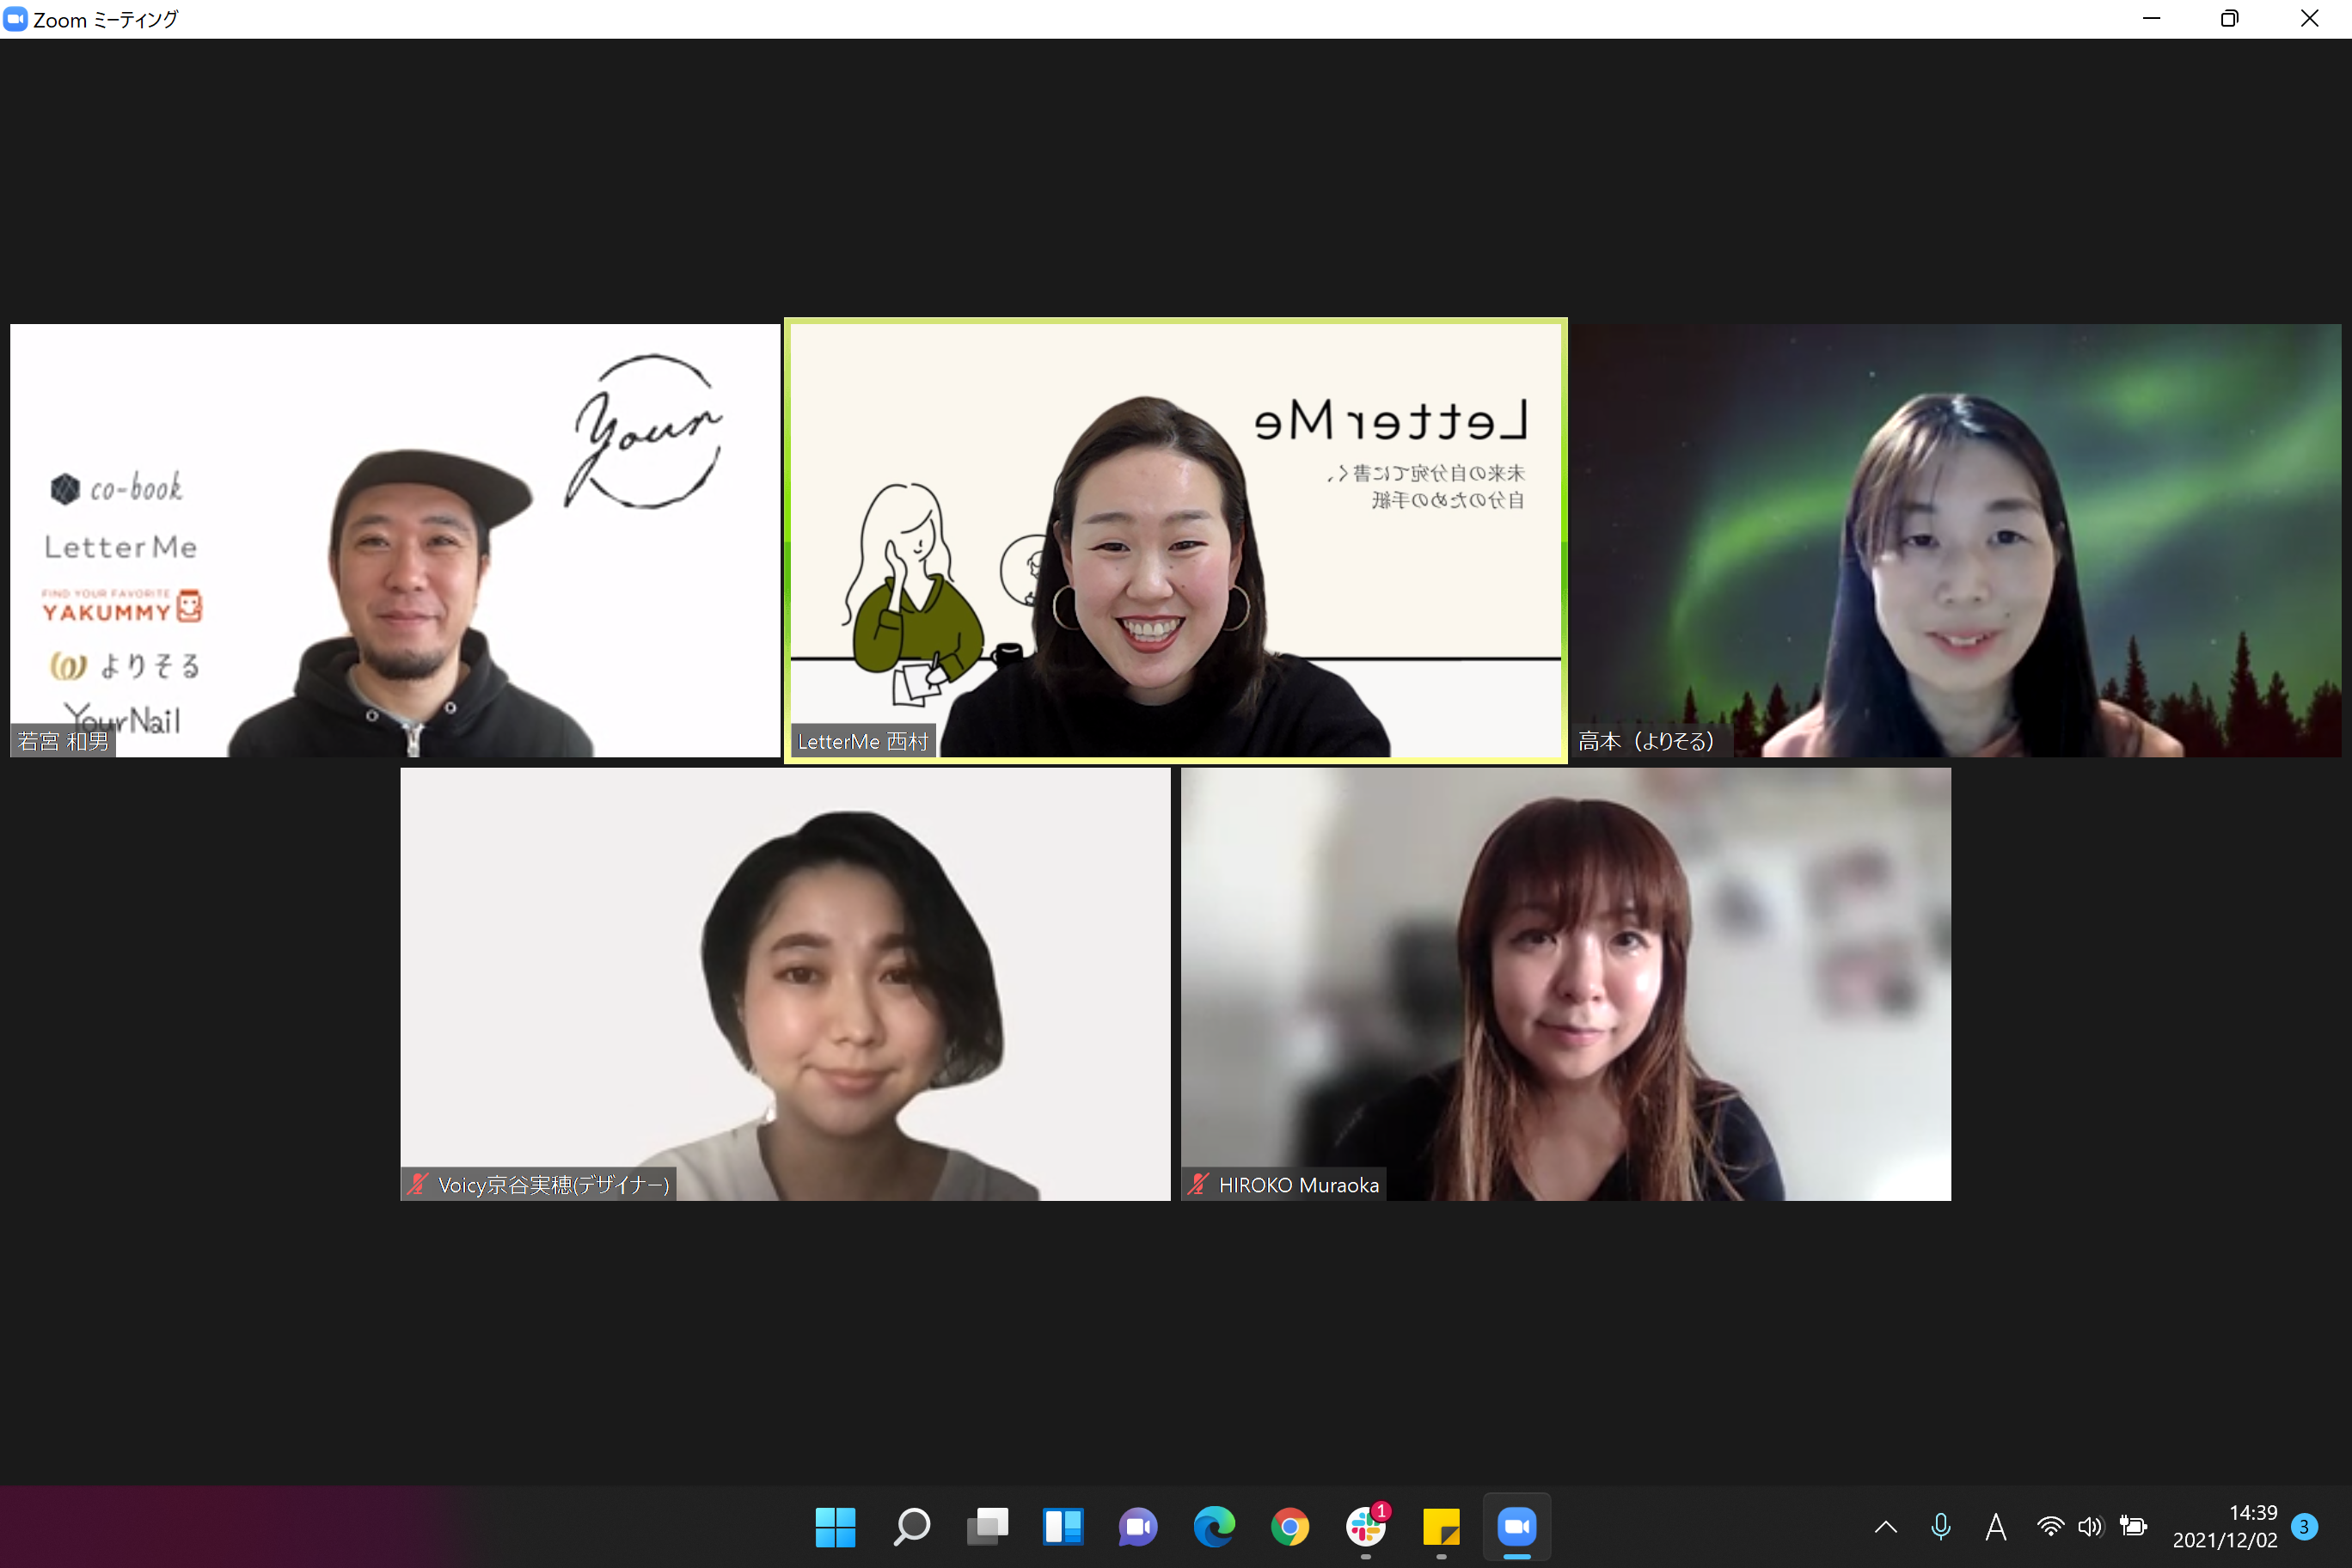 Zoom ミーティング
Your
co-book
LetterMe
FIND YOUR FAVORITE
YAKUMMY
よりそる
YourNail
若宮 和男
LetterMe
未来の自分宛てに書く、
自分のための手紙
LetterMe 西村
高本（よりそる）
Voicy京谷実穂(デザイナー)
HIROKO Muraoka
1
A
14:39
2021/12/02
3